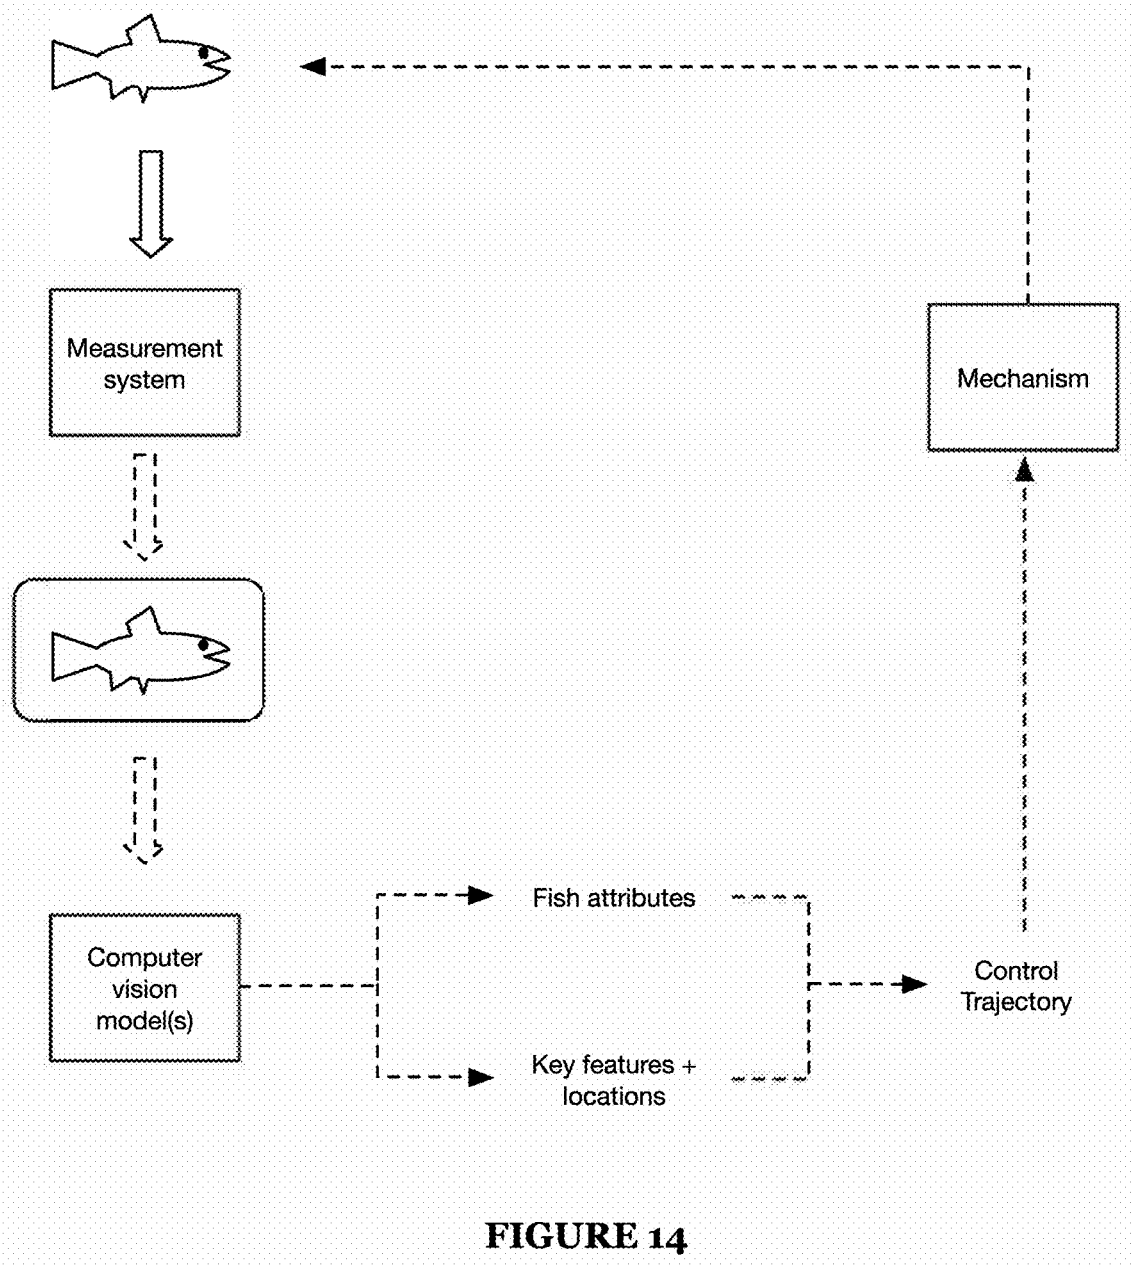 Measurement
system
Mechanism
Computer
vision
model(s)
Fish attributes
Key features +
locations
Control
Trajectory
FIGURE 14